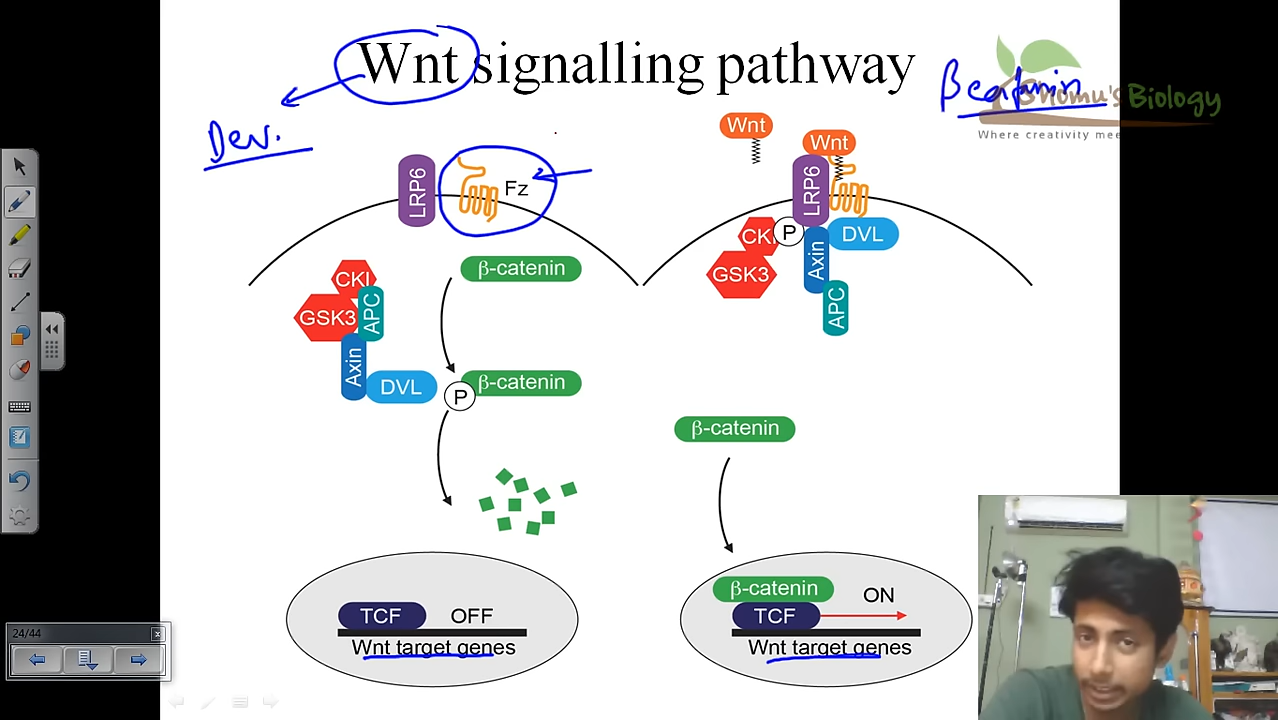 Wnt signalling pathway
βcatanin
Shomu's Biology
Where creativity mee
Dev.
LRP6
Fz
β-catenin
CKI
GSK3
APC
Axin
DVL
P
β-catenin
TCF OFF
Wnt target genes
Wnt
Wnt
LRP6
CKI
P
DVL
GSK3
Axin
APC
β-catenin
β-catenin
ON
TCF
Wnt target genes
24/44